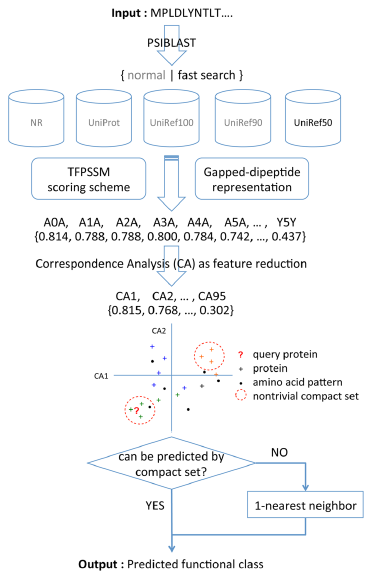 Input : MPLDLYNTLT....
PSIBLAST
{ normal | fast search }
NR UniProt UniRef100 UniRef90 UniRef50
TFPSSM
scoring scheme
Gapped-dipeptide
representation
A0A, A1A, A2A, A3A, A4A, A5A, ... , Y5Y
{0.814, 0.788, 0.788, 0.800, 0.784, 0.742, ..., 0.437}
Correspondence Analysis (CA) as feature reduction
CA1, CA2, ... , CA95
{0.815, 0.768, ... , 0.302}
CA2
CA1
? query protein
+ protein
• amino acid pattern
nontrivial compact set
?
can be predicted by
compact set?
NO
YES
1-nearest neighbor
Output : Predicted functional class